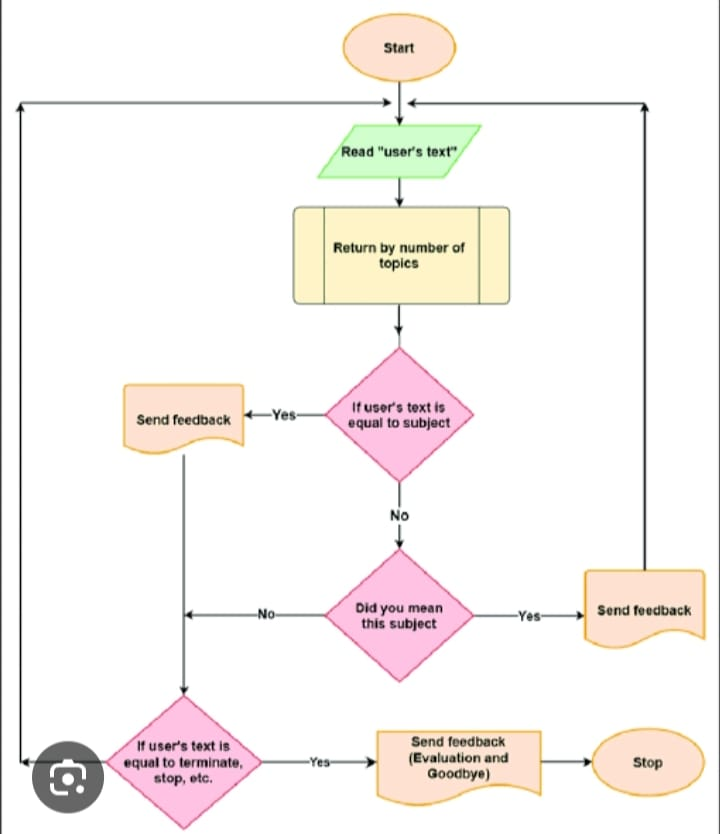 Start
Read "user's text"
Return by number of
topics
If user's text is
equal to subject
Yes
Send feedback
No
Did you mean
this subject
No
Yes
Send feedback
If user's text is
equal to terminate,
stop, etc.
Yes
Send feedback
(Evaluation and
Goodbye)
Stop